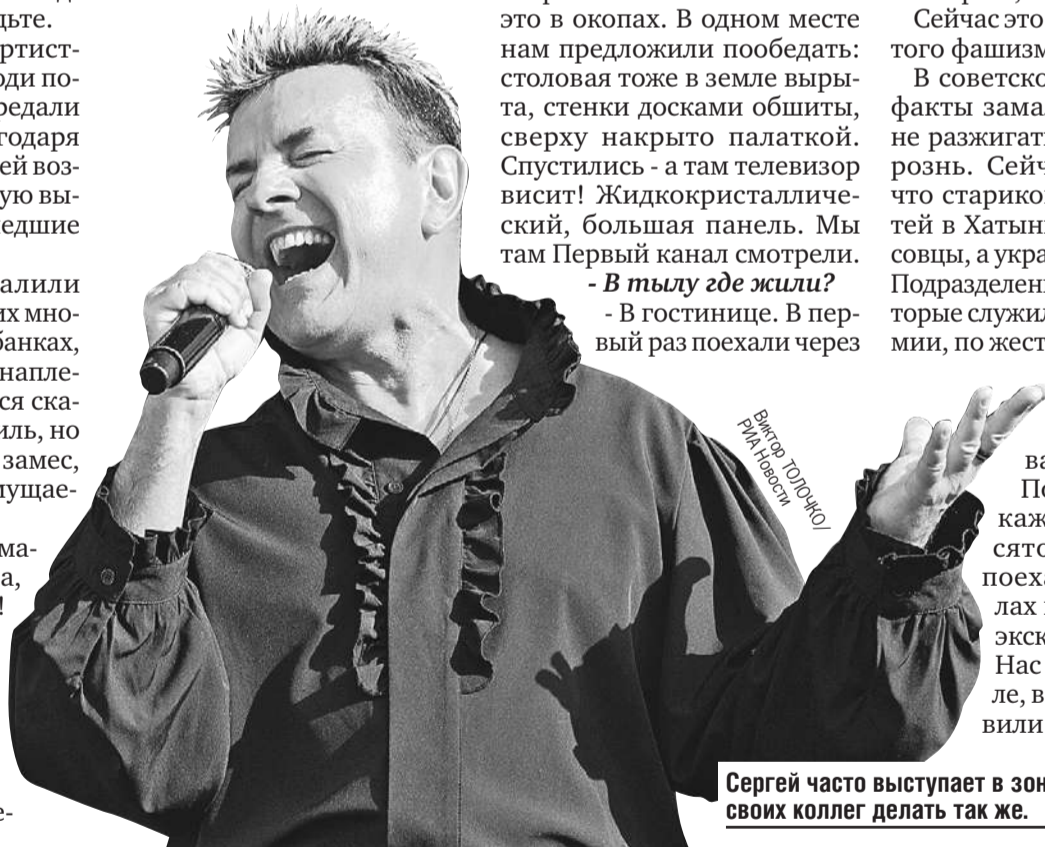 дьте.
ртист-
ди по-
редали
годаря
ей воз-
ую вы-
едшие
алили
их мно-
банках,
напле-
ся ска-
иль, но
замес,
мущае-
ма-
а,
!
е-
это в окопах. В одном месте
нам предложили пообедать:
столовая тоже в земле выры-
та, стенки досками обшиты,
сверху накрыто палаткой.
Спустились - а там телевизор
висит! Жидкокристалличе-
ский, большая панель. Мы
там Первый канал смотрели.
- В тылу где жили?
- В гостинице. В пер-
вый раз поехали через
Сейчас это
того фашизм
В советско
факты зама
не разжигат
рознь. Сейч
что старико
тей в Хатын
совцы, а укра
Подразделен
торые служил
мии, по жест
ва
По
каж
сято
поеха
лах
экск
Нас
ле, в
вили
Виктор ТОЛОЧКО/
РИА Новости
Сергей часто выступает в зон
своих коллег делать так же.